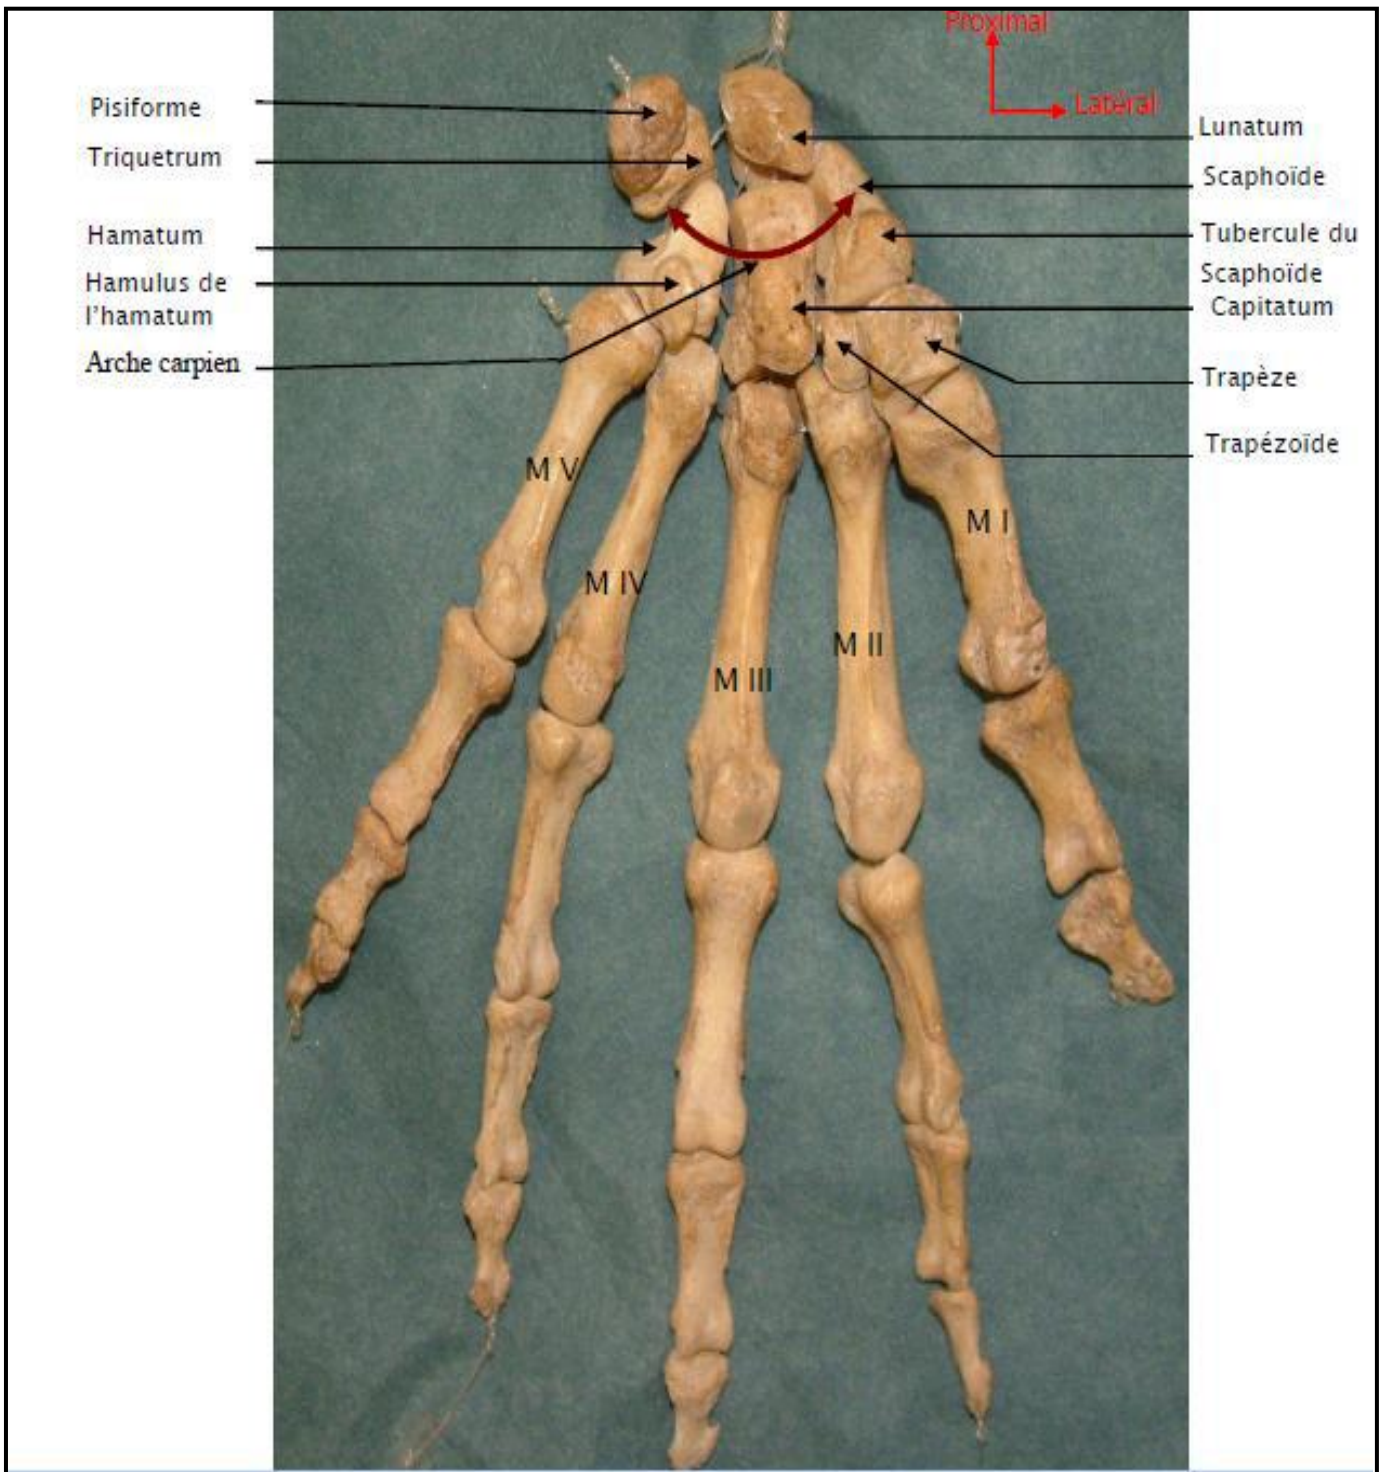 Proximal
Latéral
Pisiforme
Triquetrum
Hamatum
Hamulus de
l'hamatum
Arche carpien
Lunatum
Scaphoïde
Tubercule du
Scaphoïde
Capitatum
Trapèze
Trapézoïde
M V
M IV
M III
M II
M I